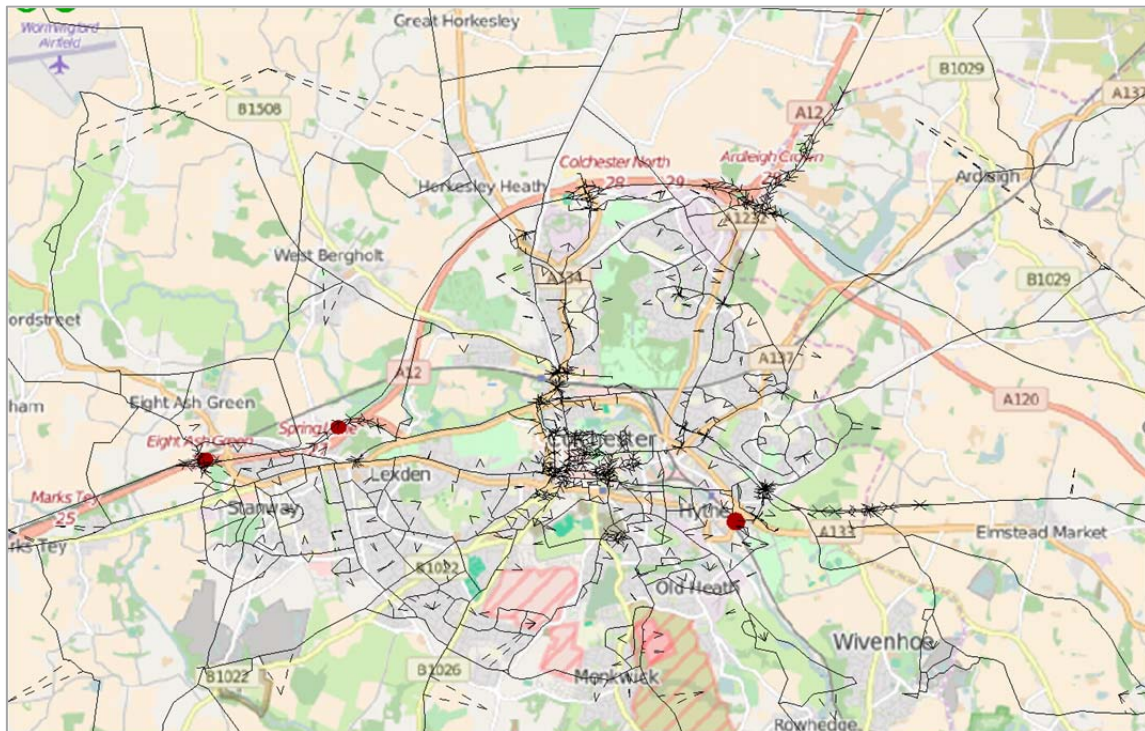 Great Horkesley
Wormingford
Airfield
B1029
A137
B1508
A12
Colchester North
Ardleigh Crown
28
29
Horkesley Heath
Ardleigh
A1232
West Bergholt
A134
B1029
ordstreet
A137
A12
ham
Eight Ash Green
A120
Spring
Eight Ash Green
Colchester
Lexden
Marks Tey
25
Stanway
Hythe
A133
Elmstead Market
rks Tey
B1022
Old Heath
Wivenhoe
B1022
B1026
Monkwick
Rowhedge